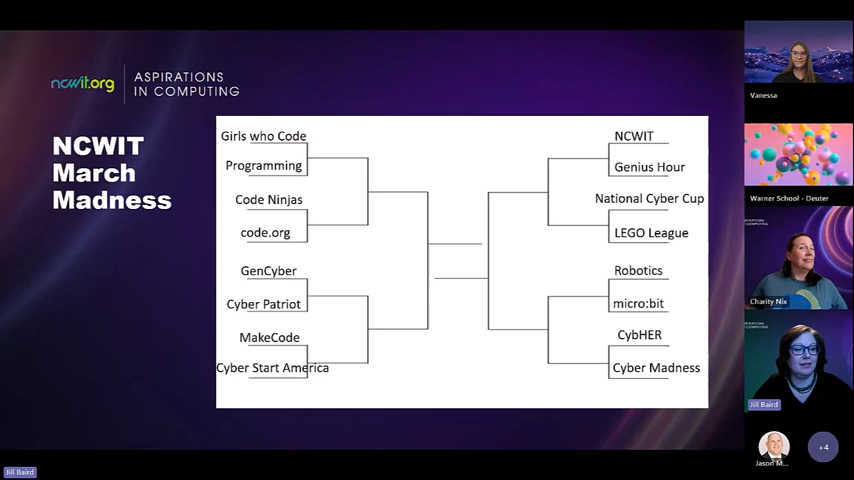 ncwit.org
ASPIRATIONS
IN COMPUTING
NCWIT
March
Madness
Girls who Code
Programming
Code Ninjas
code.org
GenCyber
Cyber Patriot
MakeCode
Cyber Start America
NCWIT
Genius Hour
National Cyber Cup
LEGO League
Robotics
micro:bit
CybHER
Cyber Madness
Vanessa
Warner School - Deuter
Charity Nix
Jill Baird
Jason M...
+4
Jill Baird